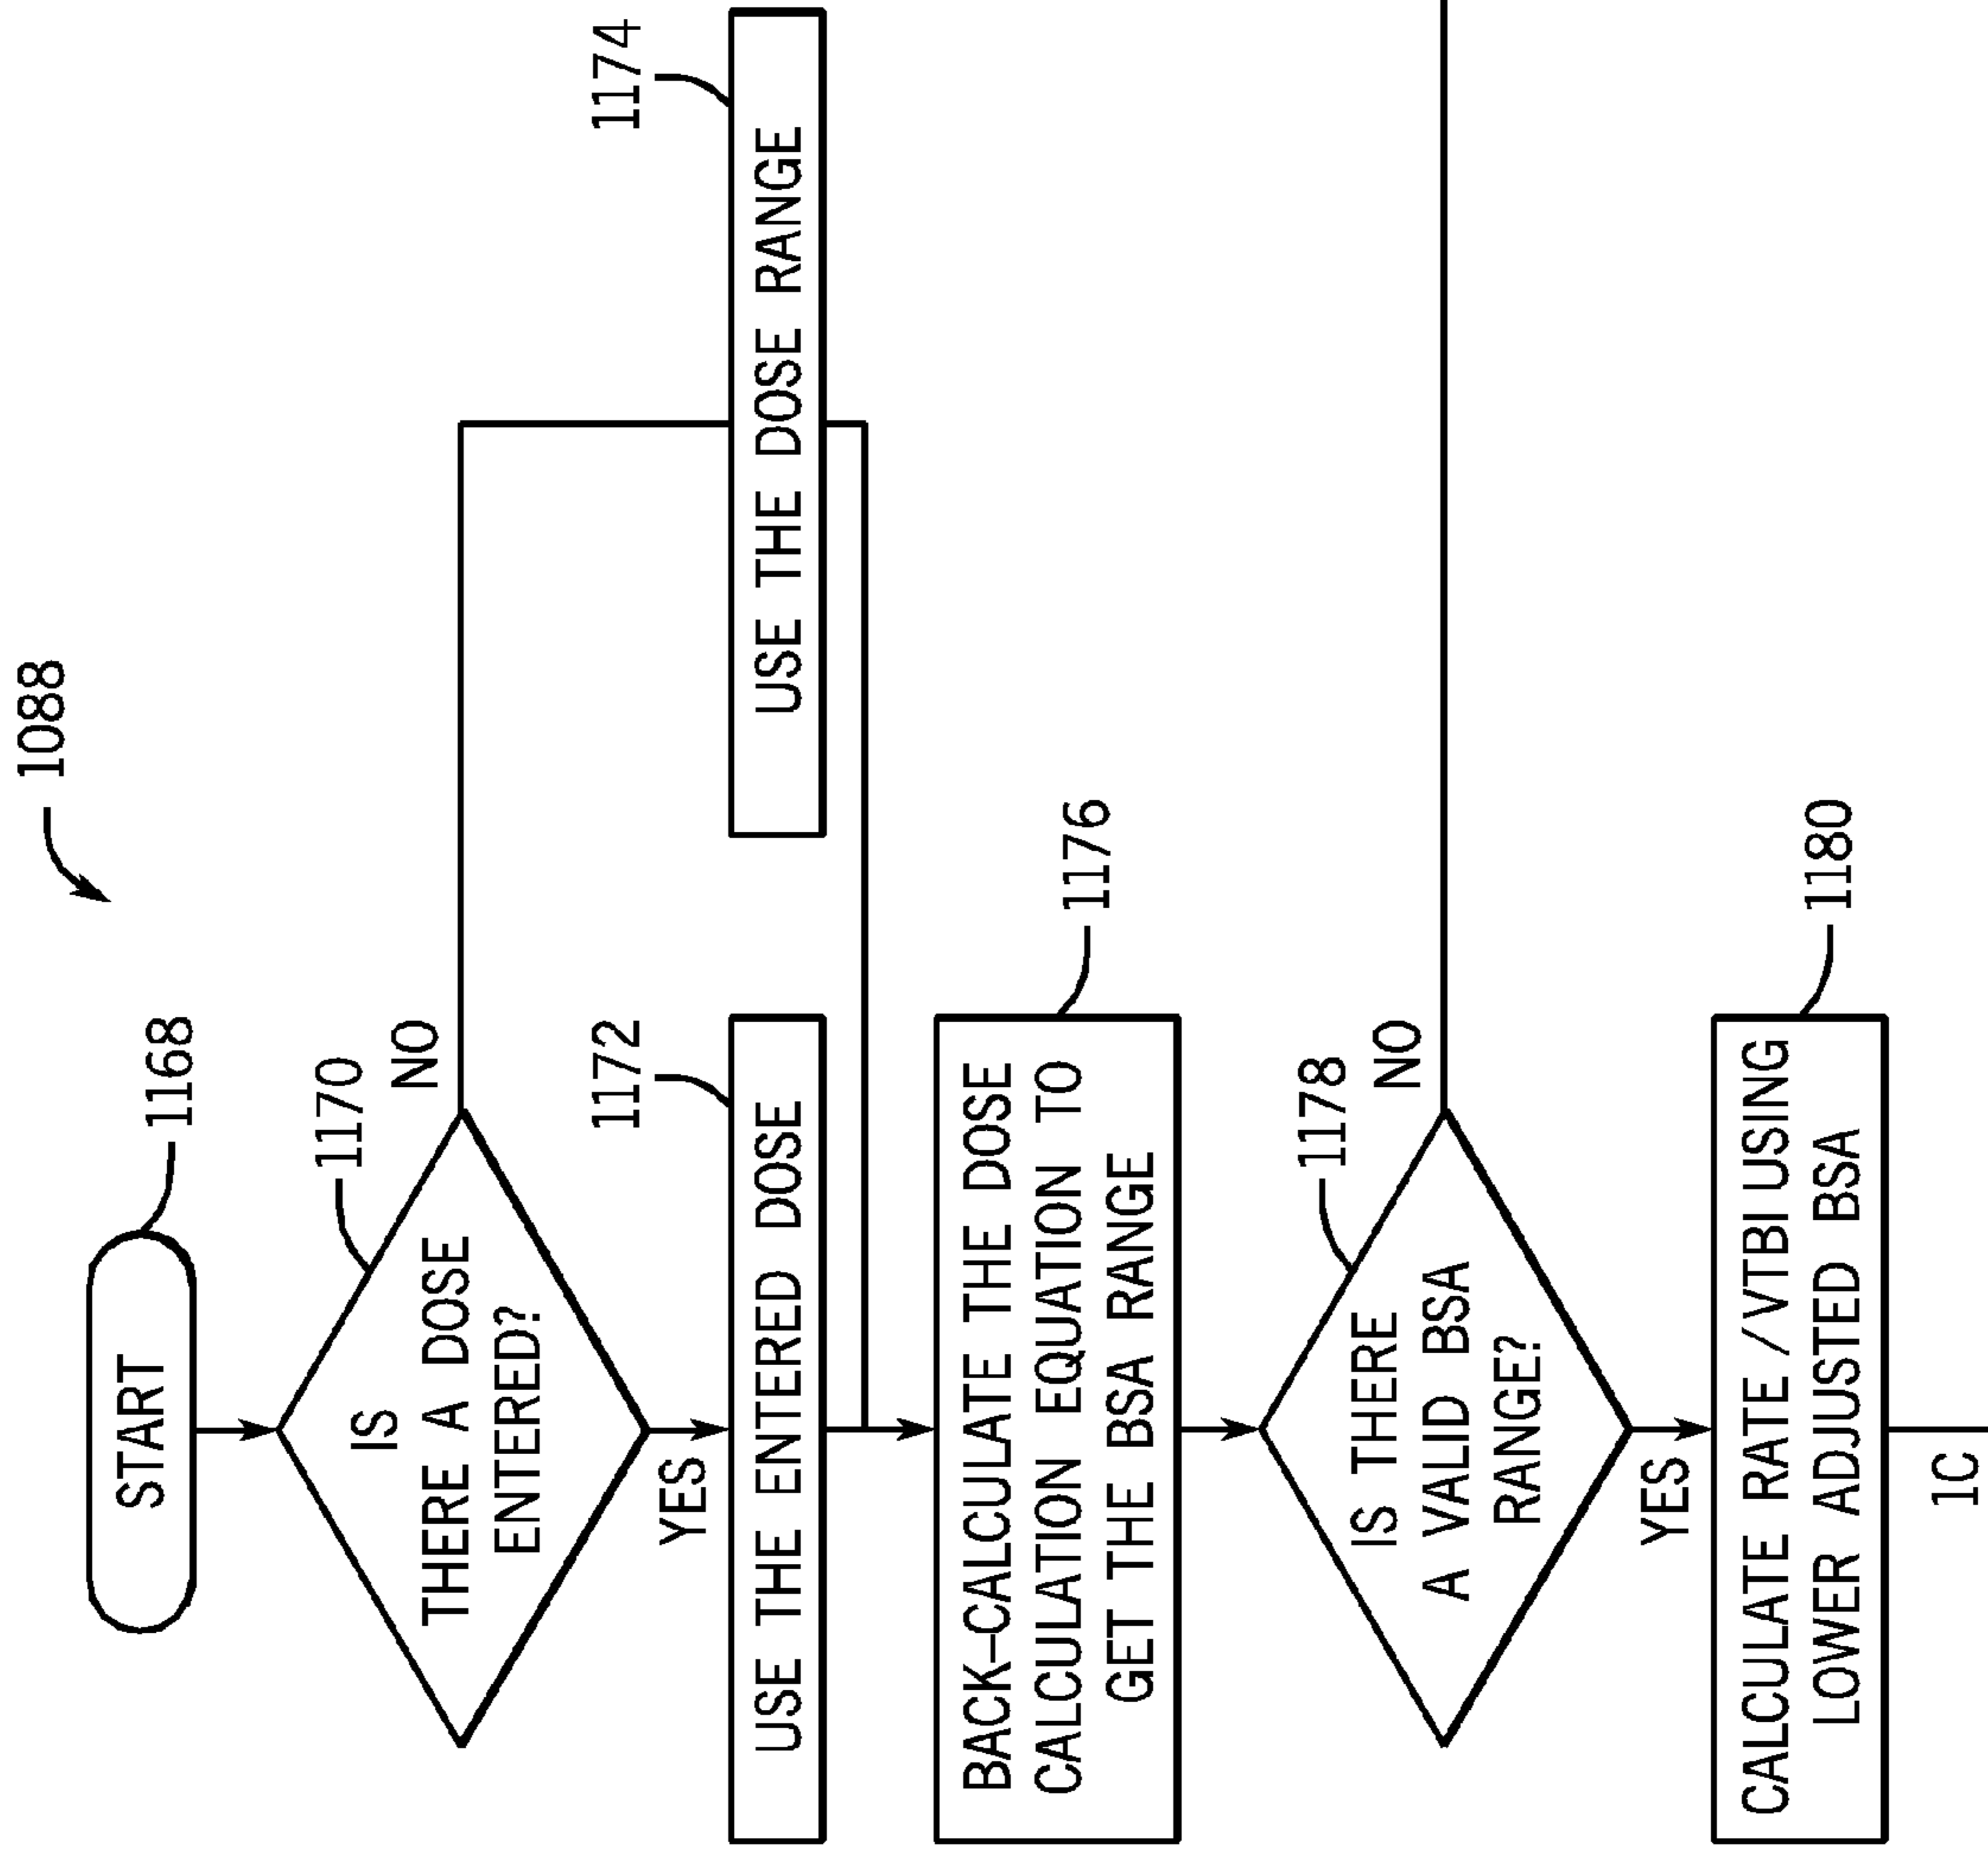 1088
START
1168
IS
THERE A DOSE
ENTERED?
1170
NO
YES
USE THE ENTERED DOSE
1172
USE THE DOSE RANGE
1174
BACK-CALCULATE THE DOSE
CALCULATION EQUATION TO
GET THE BSA RANGE
1176
IS THERE
A VALID BSA
RANGE?
1178
NO
YES
CALCULATE RATE/VTBI USING
LOWER ADJUSTED BSA
1180
1C